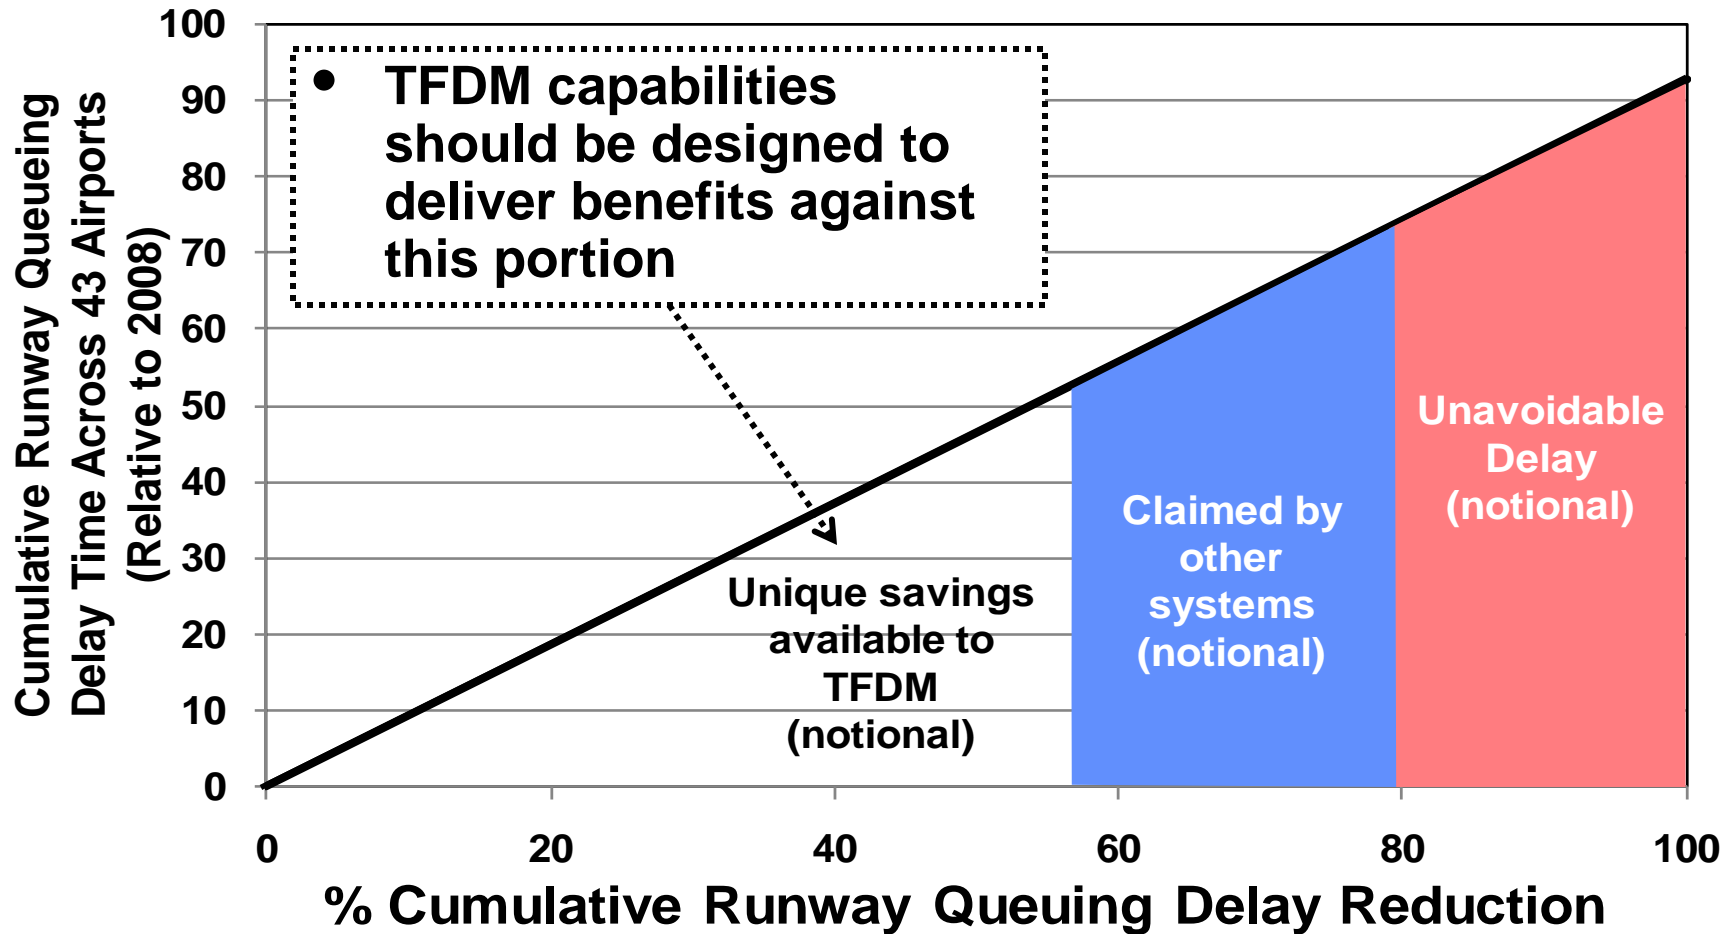 Cumulative Runway Queueing
Delay Time Across 43 Airports
(Relative to 2008)
100
90
80
70
60
50
40
30
20
10
0
• TFDM capabilities
should be designed to
deliver benefits against
this portion
Unique savings
available to
TFDM
(notional)
Claimed by
other
systems
(notional)
Unavoidable
Delay
(notional)
0 20 40 60 80 100
% Cumulative Runway Queuing Delay Reduction